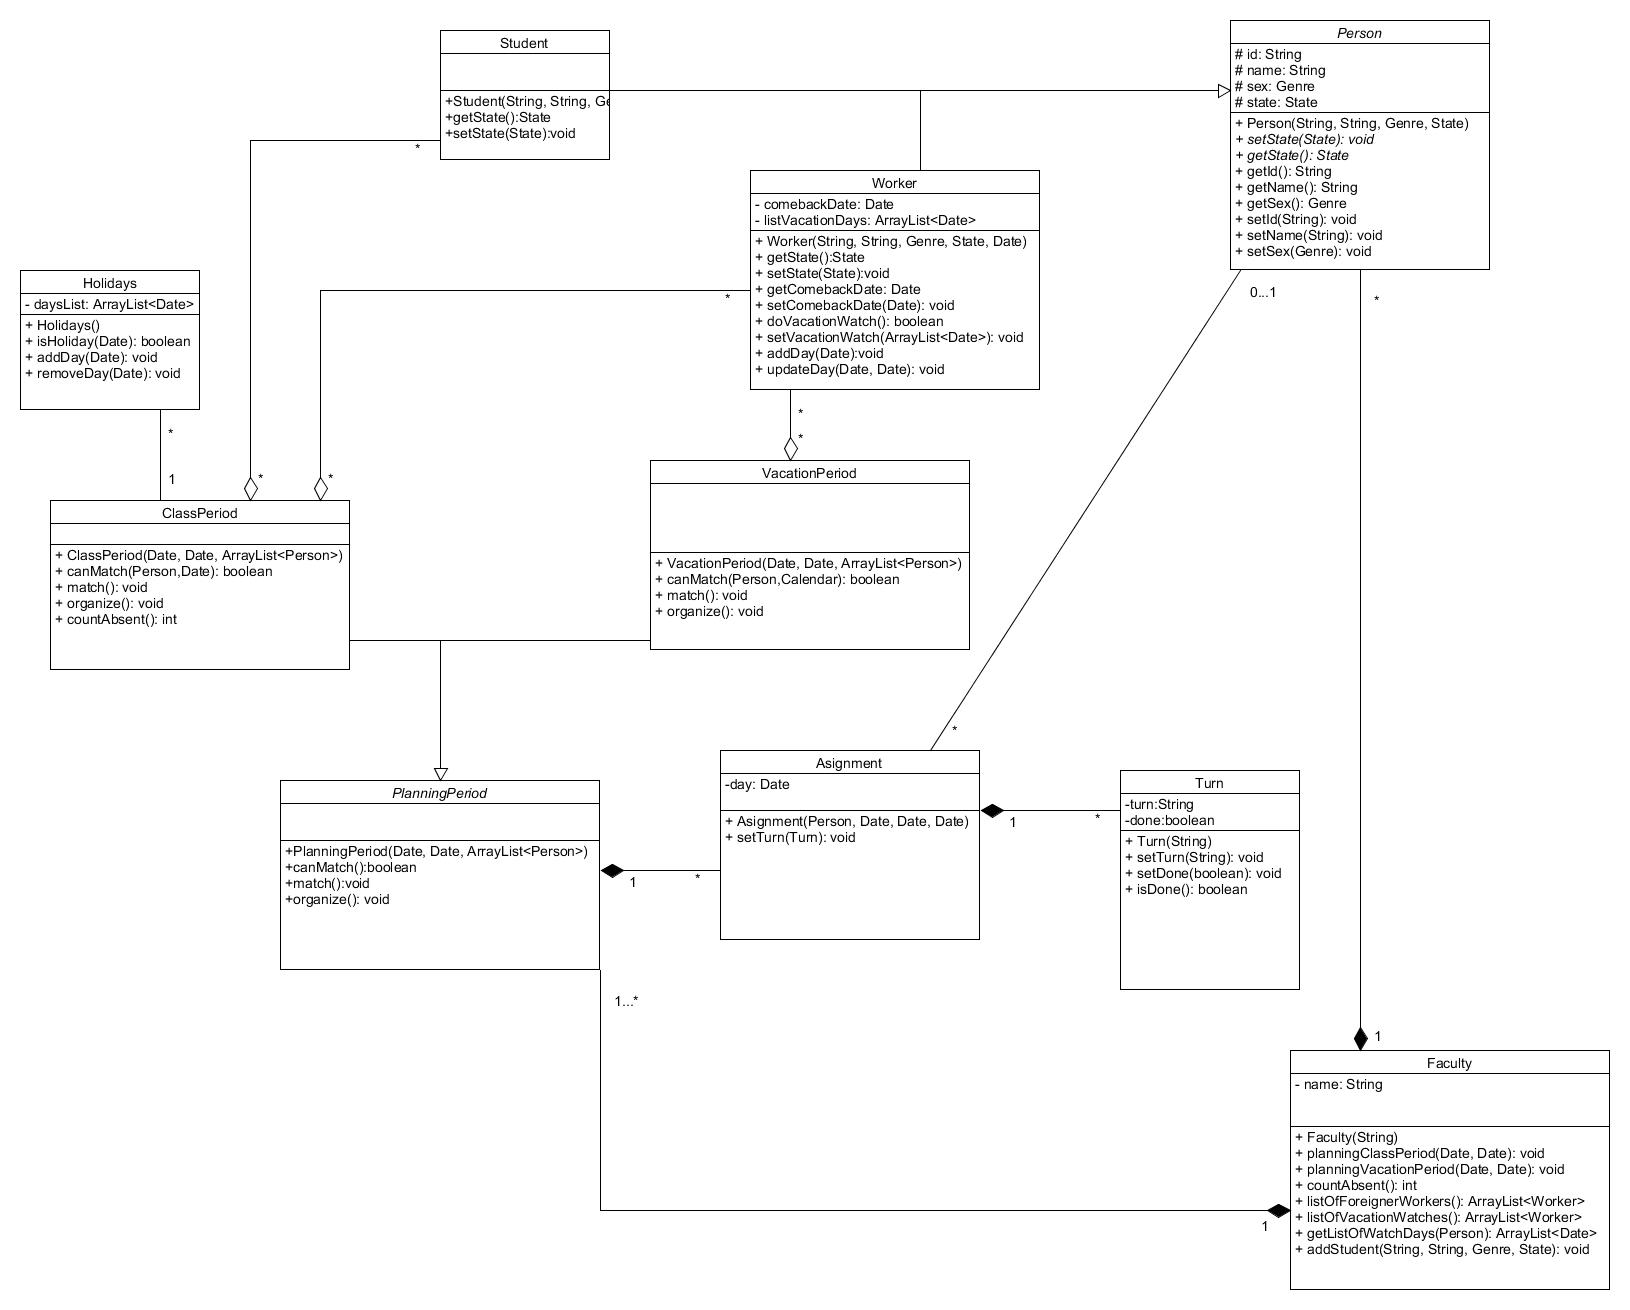 Student
+Student(String, String, Ge
+getState():State
+setState(State):void
*
Person
# id: String
# name: String
# sex: Genre
# state: State
+ Person(String, String, Genre, State)
+ setState(State): void
+ getState(): State
+ getId(): String
+ getName(): String
+ getSex(): Genre
+ setId(String): void
+ setName(String): void
+ setSex(Genre): void
0...1
*
Worker
- comebackDate: Date
- listVacationDays: ArrayList<Date>
+ Worker(String, String, Genre, State, Date)
+ getState():State
+ setState(State):void
+ getComebackDate: Date
+ setComebackDate(Date): void
+ doVacationWatch(): boolean
+ setVacationWatch(ArrayList<Date>): void
+ addDay(Date):void
+ updateDay(Date, Date): void
*
*
*
Holidays
- daysList: ArrayList<Date>
+ Holidays()
+ isHoliday(Date): boolean
+ addDay(Date): void
+ removeDay(Date): void
*
1
*
*
ClassPeriod
+ ClassPeriod(Date, Date, ArrayList<Person>)
+ canMatch(Person,Date): boolean
+ match(): void
+ organize(): void
+ countAbsent(): int
VacationPeriod
+ VacationPeriod(Date, Date, ArrayList<Person>)
+ canMatch(Person,Calendar): boolean
+ match(): void
+ organize(): void
*
PlanningPeriod
+PlanningPeriod(Date, Date, ArrayList<Person>)
+canMatch():boolean
+match():void
+organize(): void
1
*
1...*
Asignment
-day: Date
+ Asignment(Person, Date, Date, Date)
+ setTurn(Turn): void
1
*
Turn
-turn:String
-done:boolean
+ Turn(String)
+ setTurn(String): void
+ setDone(boolean): void
+ isDone(): boolean
1
Faculty
- name: String
+ Faculty(String)
+ planningClassPeriod(Date, Date): void
+ planningVacationPeriod(Date, Date): void
+ countAbsent(): int
+ listOfForeignerWorkers(): ArrayList<Worker>
+ listOfVacationWatches(): ArrayList<Worker>
+ getListOfWatchDays(Person): ArrayList<Date>
+ addStudent(String, String, Genre, State): void
1